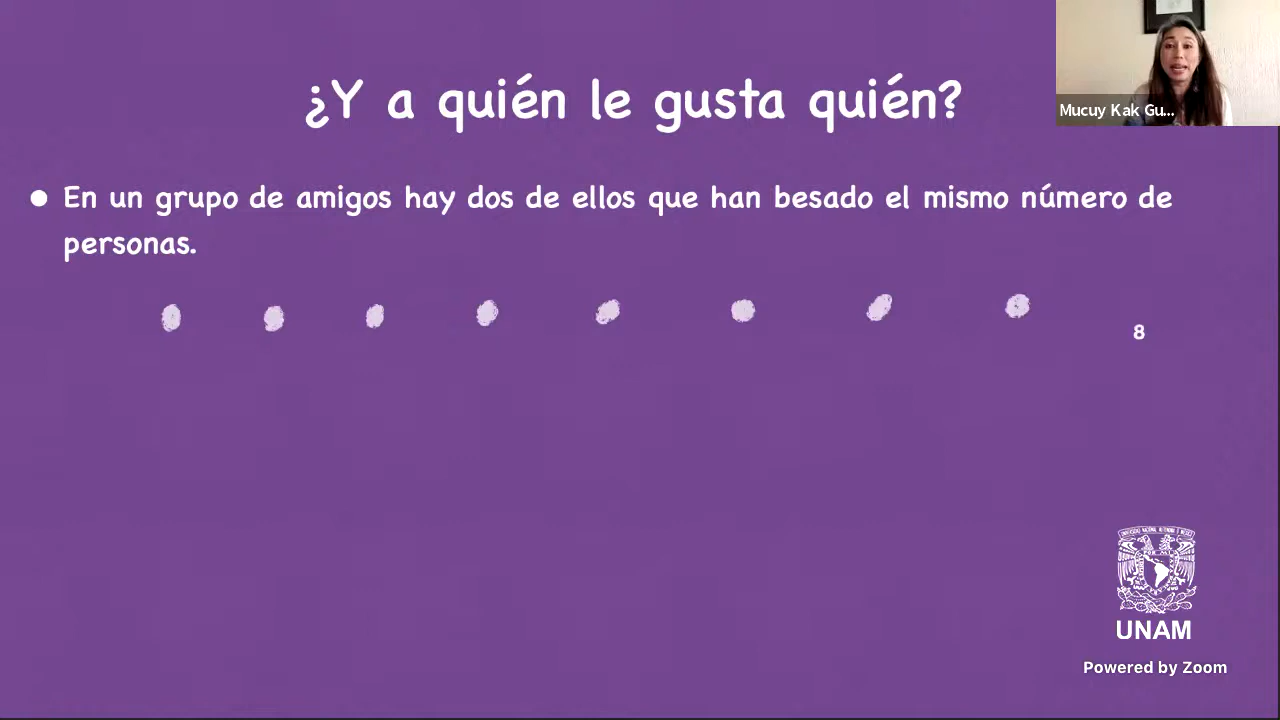 ¿Y a quién le gusta quién?
Mucuy Kak Gu...
● En un grupo de amigos hay dos de ellos que han besado el mismo número de
personas.
8
UNAM
Powered by Zoom